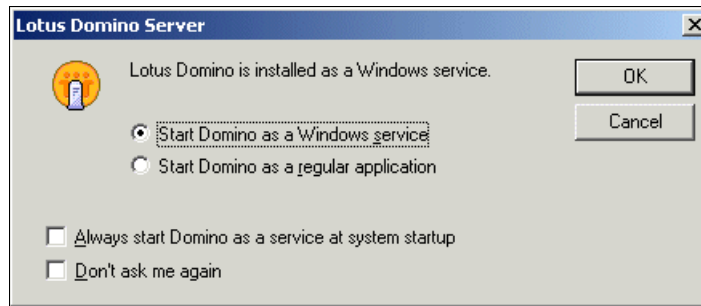 Lotus Domino Server
Lotus Domino is installed as a Windows service.
OK
Cancel
Start Domino as a Windows service
Start Domino as a regular application
Always start Domino as a service at system startup
Don't ask me again